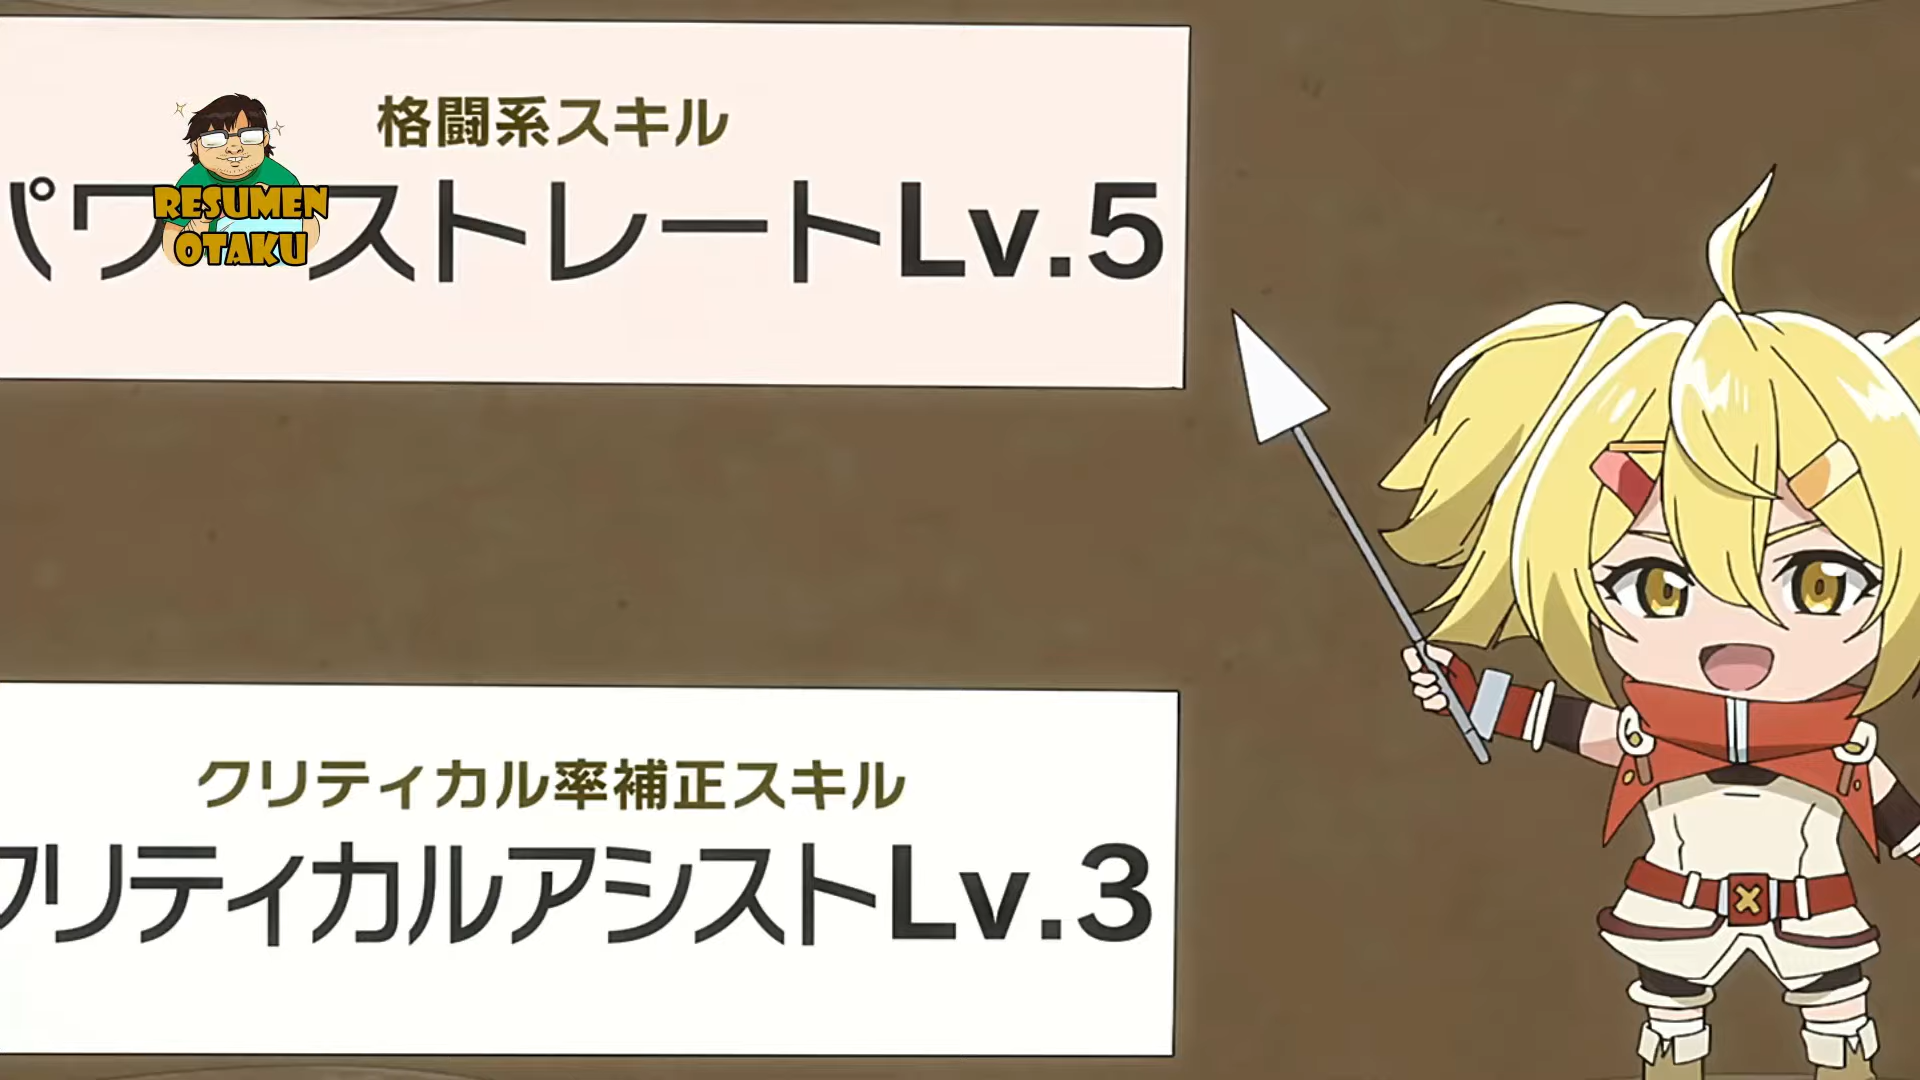 格闘系スキル
パワーストレートLv.5
RESUMEN
OTAKU
クリティカル率補正スキル
クリティカルアシストLv.3